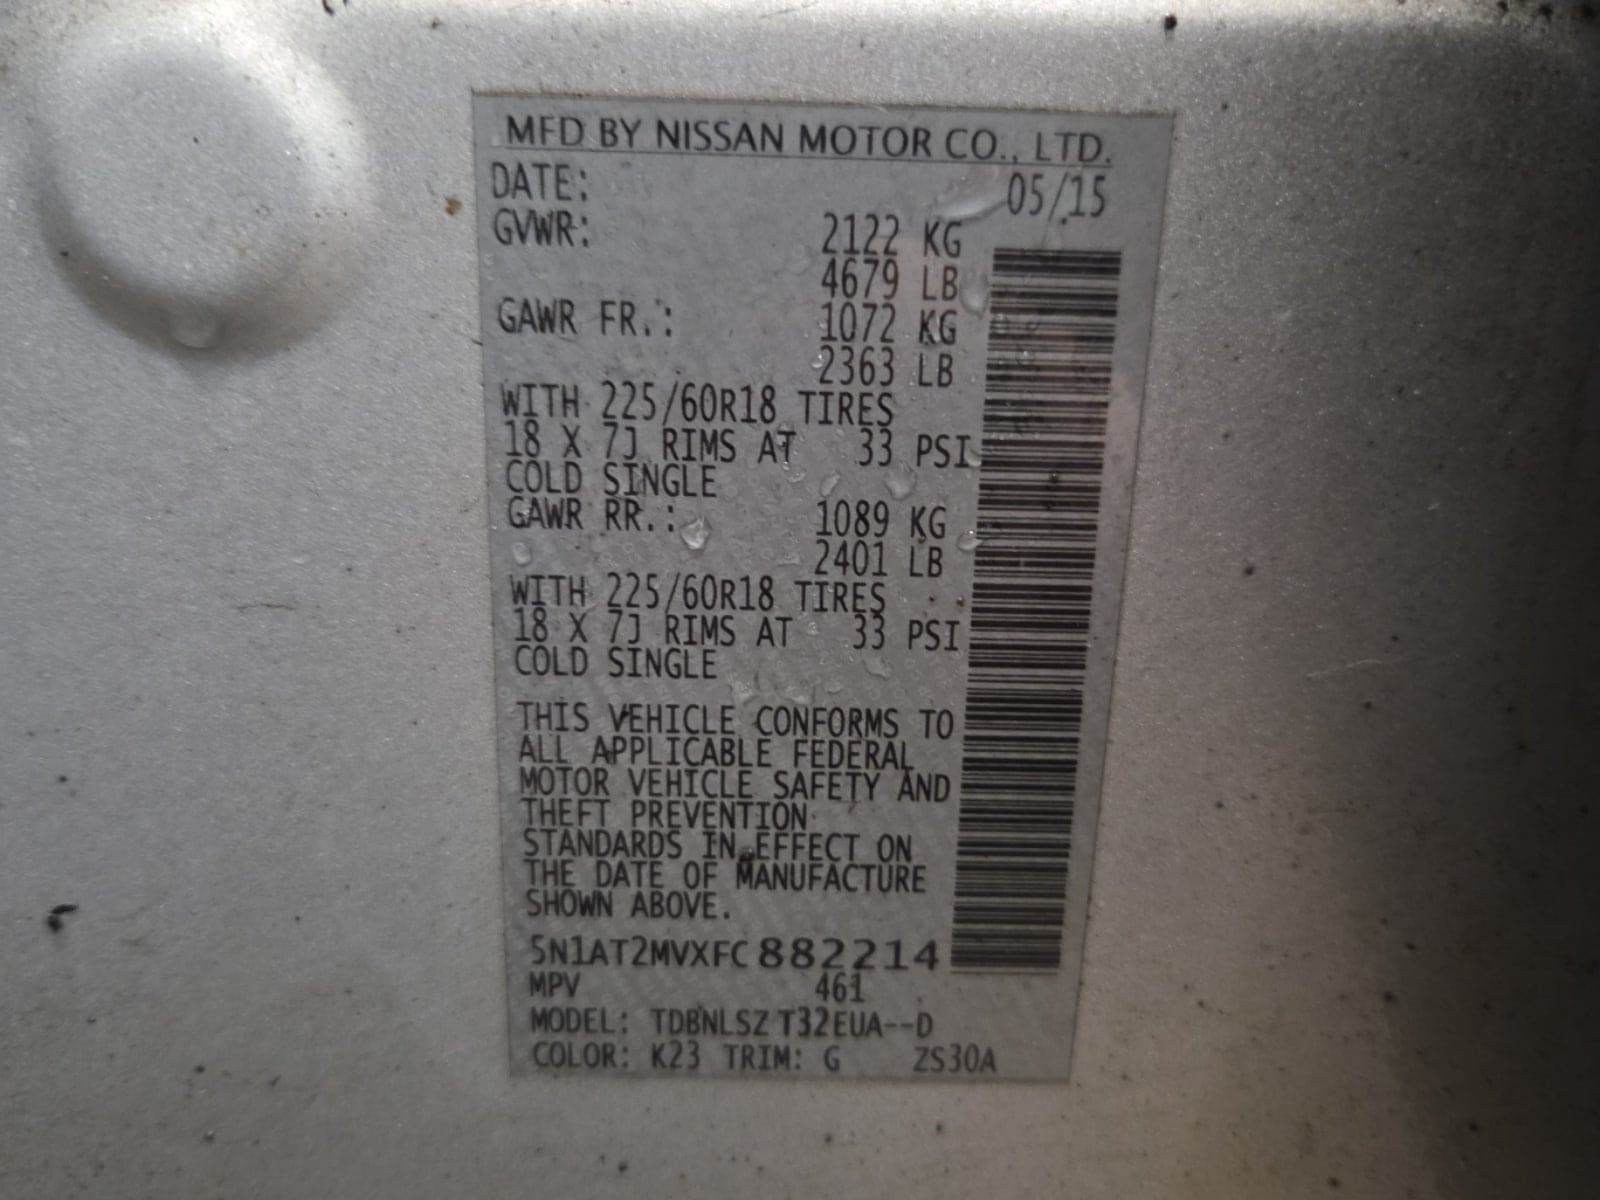 MFD BY NISSAN MOTOR CO., LTD.
DATE: 05/15
GVWR: 2122 KG
4679 LB
GAWR FR.: 1072 KG
2363 LB
WITH 225/60R18 TIRES
18 X 7J RIMS AT 33 PSI
COLD SINGLE
GAWR RR.: 1089 KG
2401 LB
WITH 225/60R18 TIRES
18 X 7J RIMS AT 33 PSI
COLD SINGLE
THIS VEHICLE CONFORMS TO
ALL APPLICABLE FEDERAL
MOTOR VEHICLE SAFETY AND
THEFT PREVENTION
STANDARDS IN EFFECT ON
THE DATE OF MANUFACTURE
SHOWN ABOVE.
5N1AT2MVXFC882214
MPV 461
MODEL: TDBNLSZ T32EUA--D
COLOR: K23 TRIM: G ZS30A